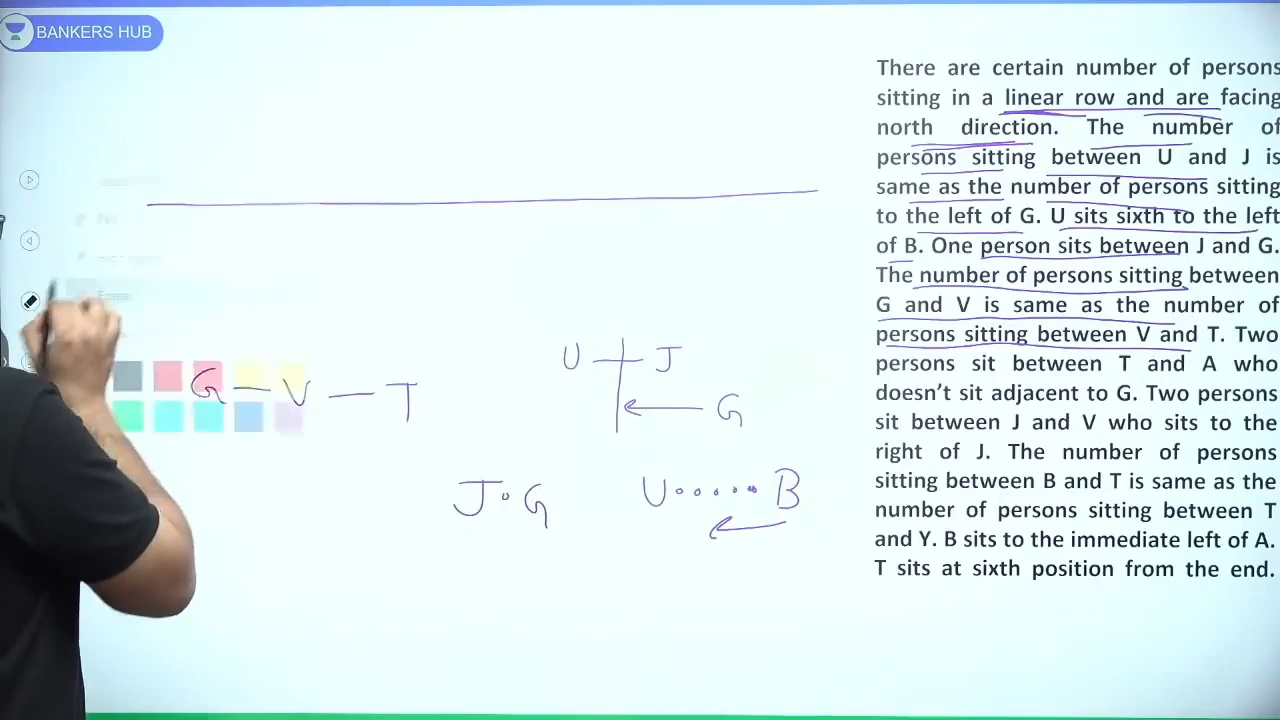 BANKERS HUB
There are certain number of persons
sitting in a linear row and are facing
north direction. The number of
persons sitting between U and J is
same as the number of persons sitting
to the left of G. U sits sixth to the left
of B. One person sits between J and G.
The number of persons sitting between
G and V is same as the number of
persons sitting between V and T. Two
persons sit between T and A who
doesn't sit adjacent to G. Two persons
sit between J and V who sits to the
right of J. The number of persons
sitting between B and T is same as the
number of persons sitting between T
and Y. B sits to the immediate left of A.
T sits at sixth position from the end.
U J
G
G — V — T
J G
U B